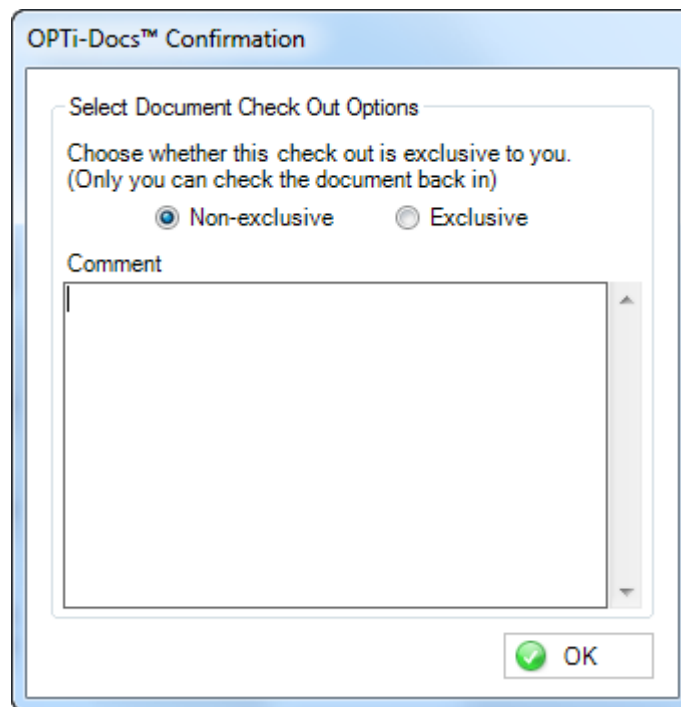 OPTi-Docs™ Confirmation
Select Document Check Out Options
Choose whether this check out is exclusive to you.
(Only you can check the document back in)
Non-exclusive Exclusive
Comment
OK